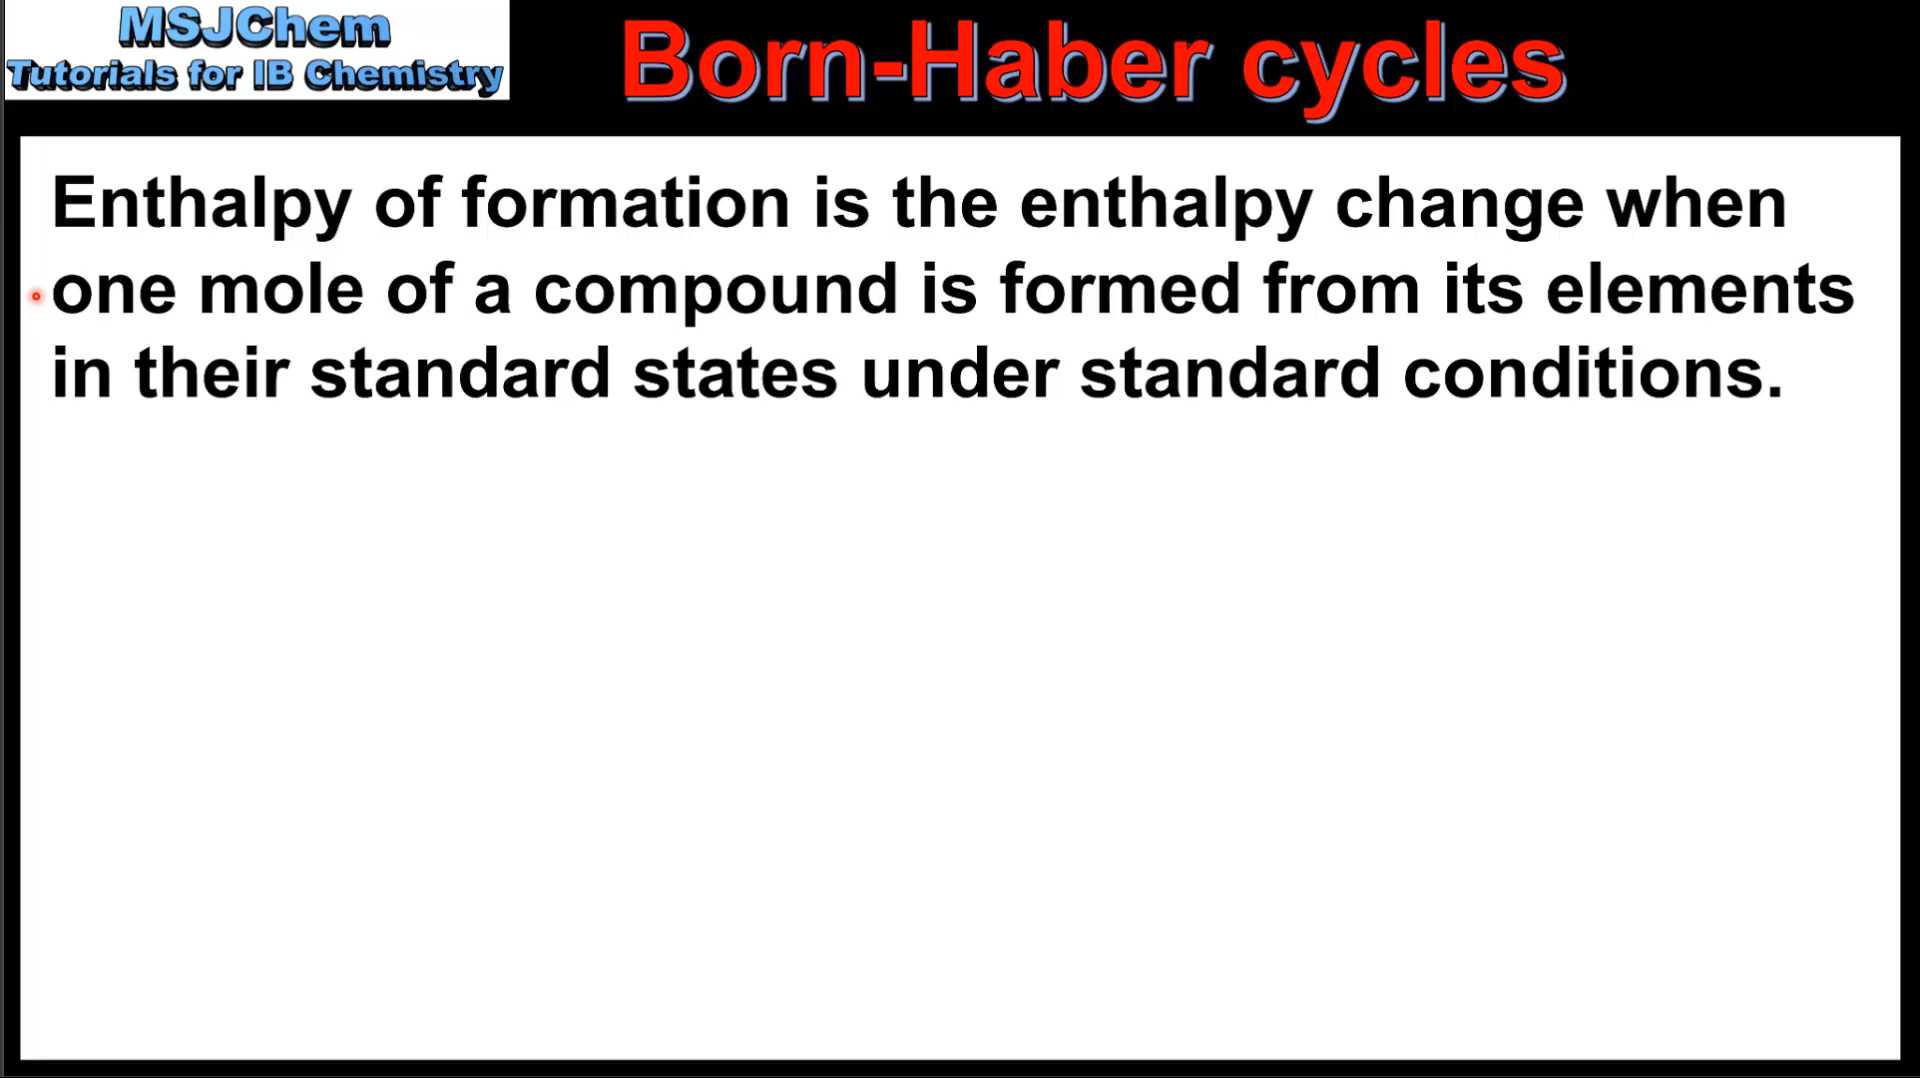 MSJChem
Tutorials for IB Chemistry
Born-Haber cycles
Enthalpy of formation is the enthalpy change when
one mole of a compound is formed from its elements
in their standard states under standard conditions.